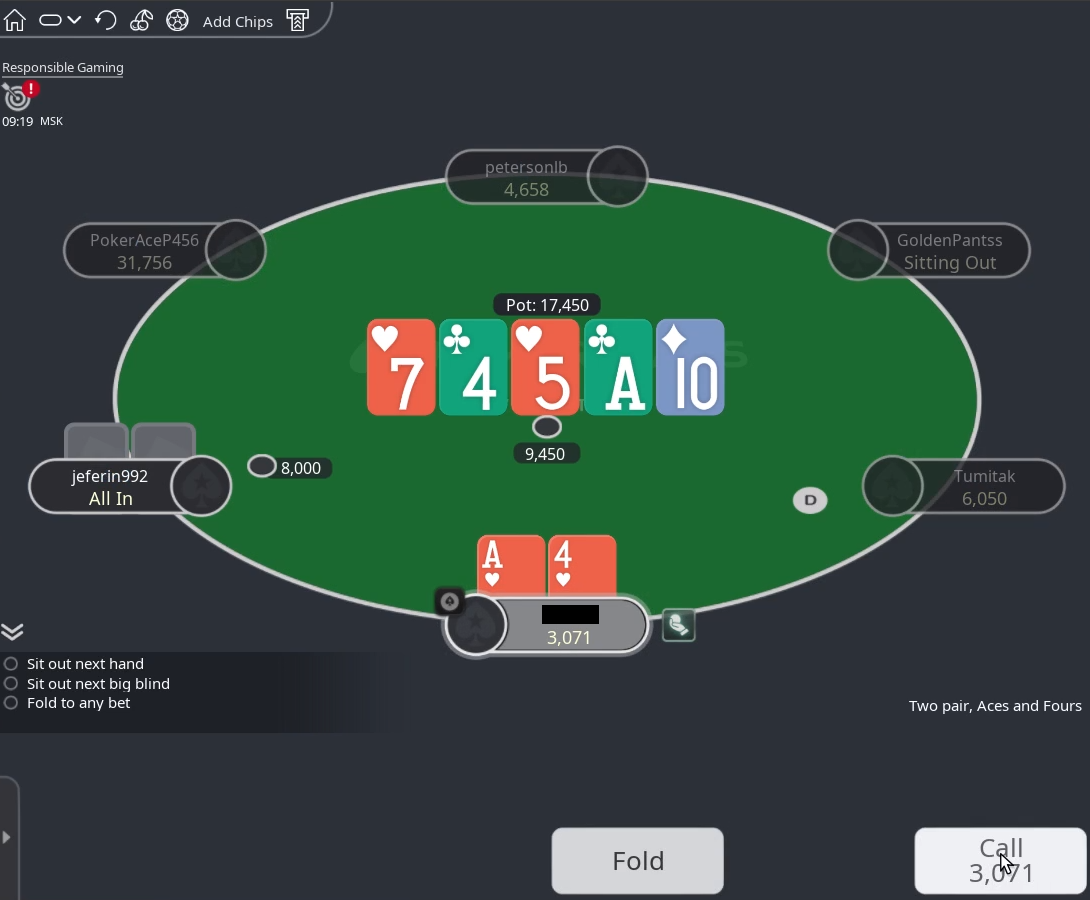 Add Chips
Responsible Gaming
!
09:19 MSK
petersonlb
4,658
PokerAceP456
31,756
GoldenPantss
Sitting Out
Pot: 17,450
7 4 5 A 10
9,450
jeferin992
All In
8,000
Tumitak
6,050
D
A 4
3,071
Sit out next hand
Sit out next big blind
Fold to any bet
Two pair, Aces and Fours
Fold
Call
3,071